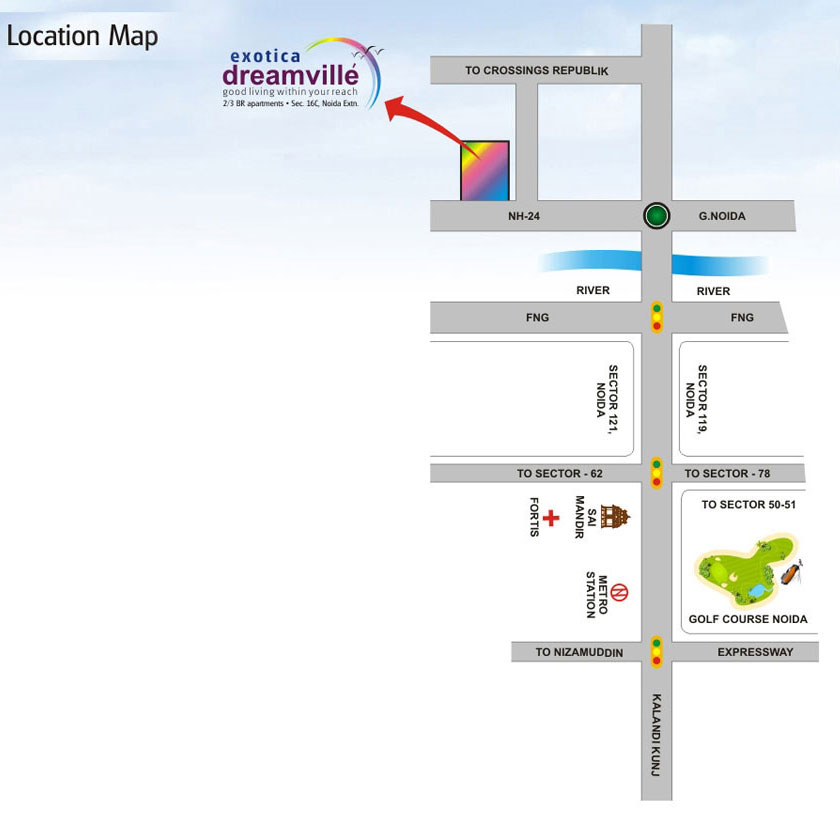 Location Map
exotica
dreamvillé
good living within your reach
2/3 BR apartments • Sec. 16C, Noida Extn.
TO CROSSINGS REPUBLIK
NH-24
G.NOIDA
RIVER
RIVER
FNG
FNG
SECTOR 121,
NOIDA
SECTOR 119,
NOIDA
TO SECTOR - 62
TO SECTOR - 78
FORTIS
SAI
MANDIR
TO SECTOR 50-51
METRO
STATION
N
GOLF COURSE NOIDA
TO NIZAMUDDIN
EXPRESSWAY
KALANDI KUNJ